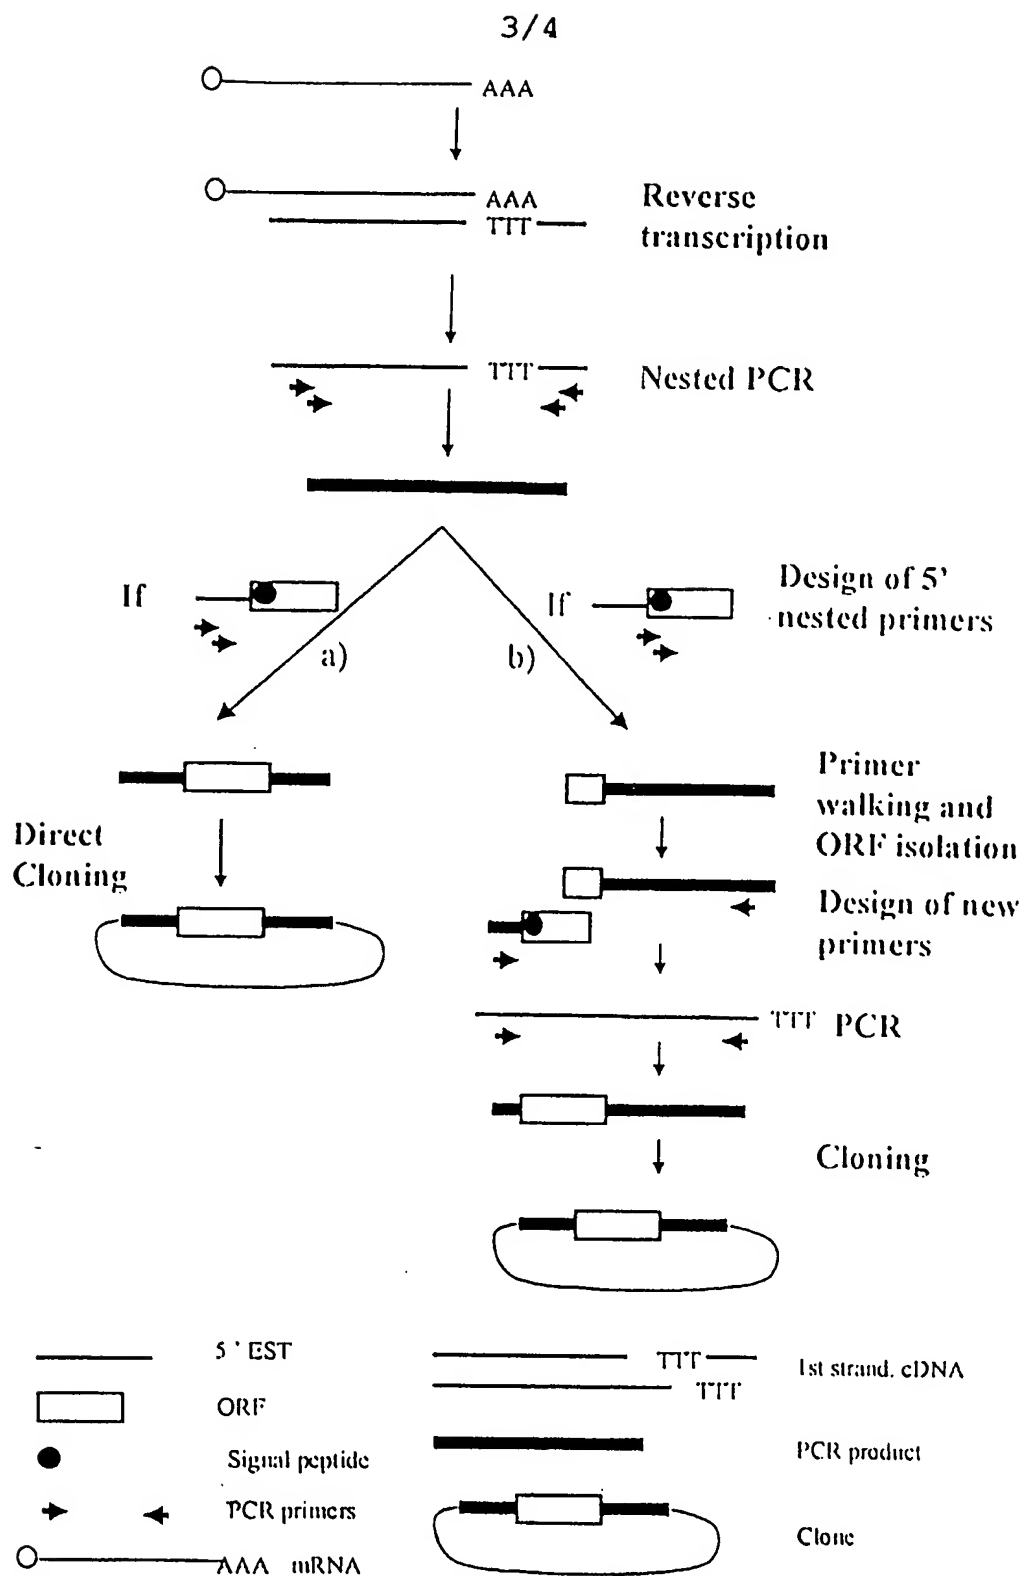 3/4
AAA
AAA
TTT
Reverse
transcription
TTT
Nested PCR
If
If
Design of 5'
nested primers
a)
b)
Primer
walking and
ORF isolation
Direct
Cloning
Design of new
primers
TTT PCR
Cloning
5' EST
ORF
Signal peptide
PCR primers
AAA mRNA
TTT
TTT
1st strand. cDNA
PCR product
Clone